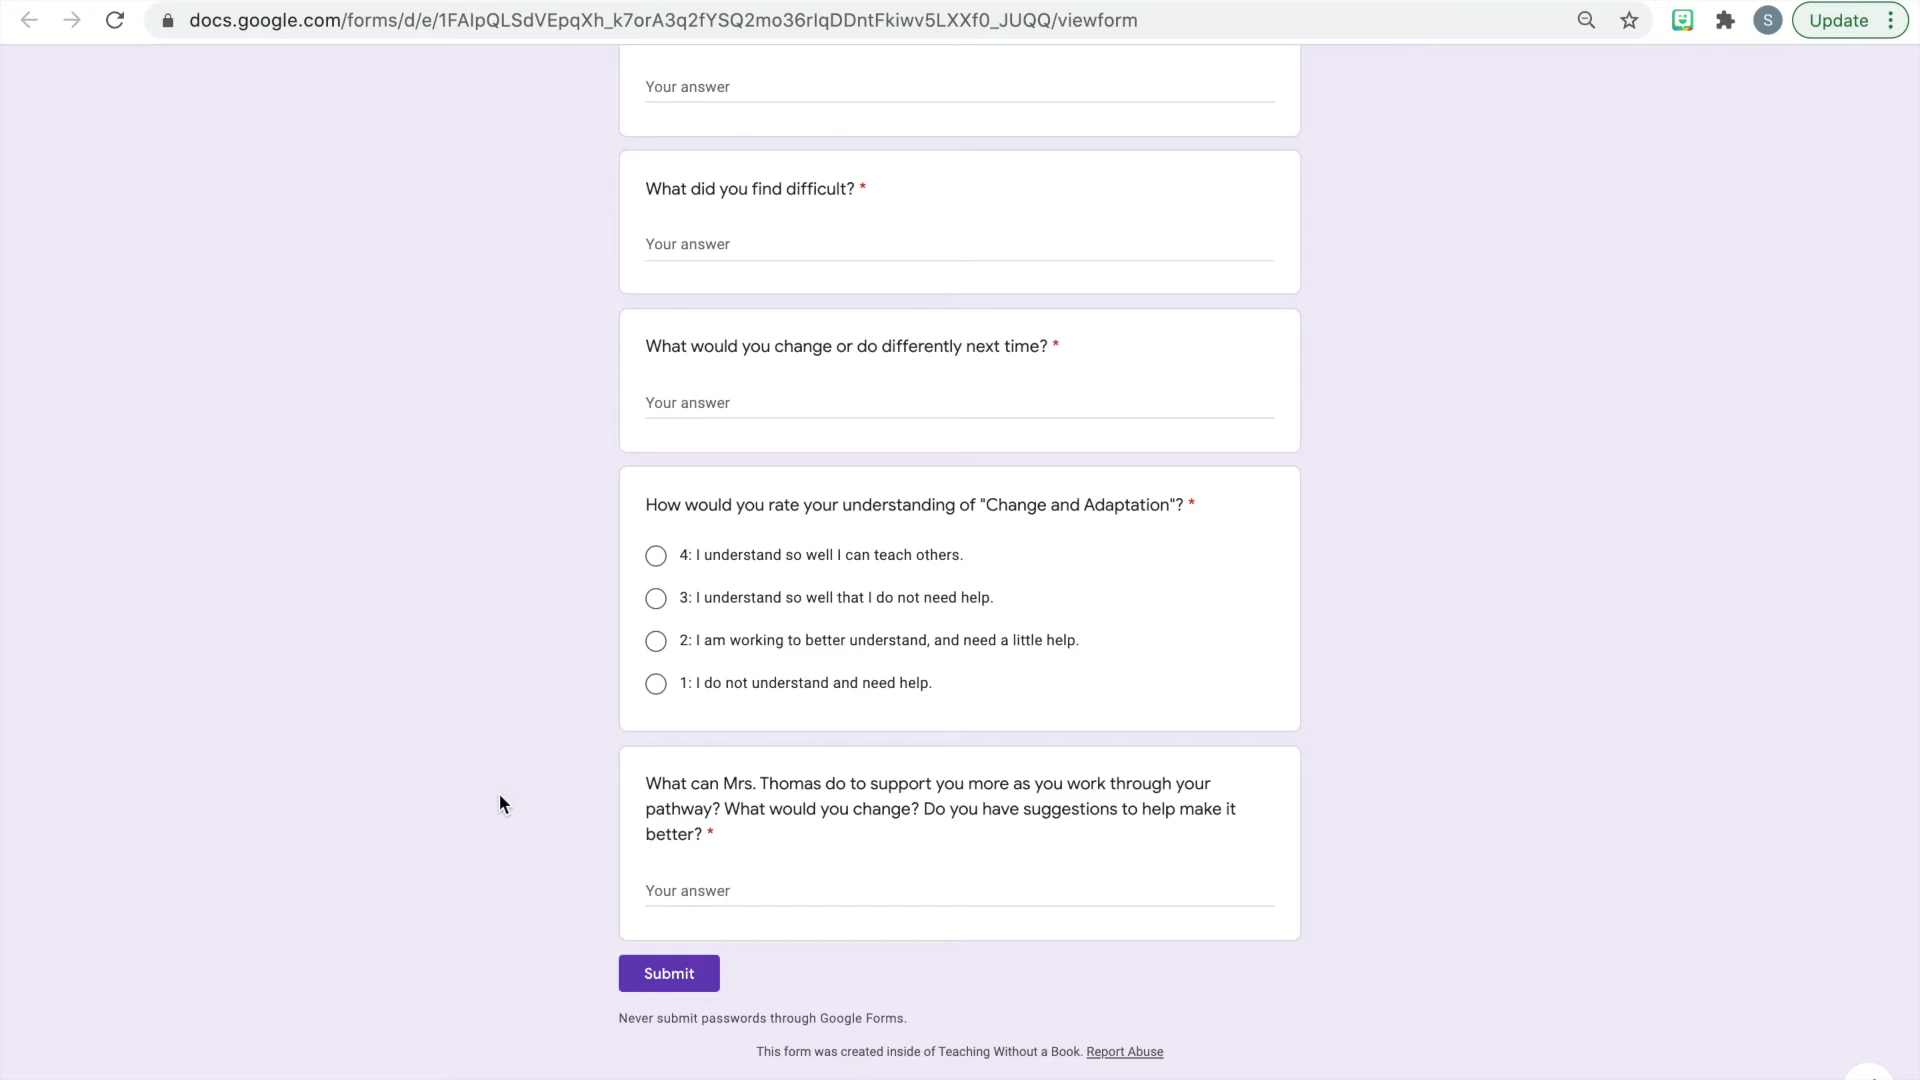 docs.google.com/forms/d/e/1FAIpQLSdVEpqXh_k7orA3q2fYSQ2mo36rIqDDntFkiwv5LXXf0_JUQQ/viewform
S
Update
Your answer
What did you find difficult? *
Your answer
What would you change or do differently next time? *
Your answer
How would you rate your understanding of "Change and Adaptation"? *
4: I understand so well I can teach others.
3: I understand so well that I do not need help.
2: I am working to better understand, and need a little help.
1: I do not understand and need help.
What can Mrs. Thomas do to support you more as you work through your
pathway? What would you change? Do you have suggestions to help make it
better? *
Your answer
Submit
Never submit passwords through Google Forms.
This form was created inside of Teaching Without a Book. Report Abuse